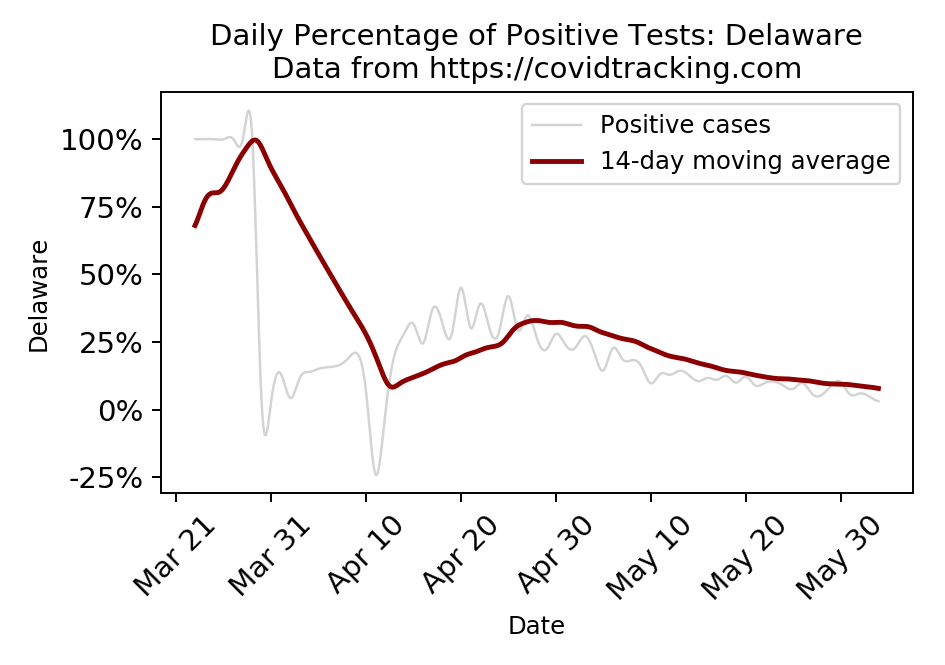 Daily Percentage of Positive Tests: Delaware
Data from https://covidtracking.com
Positive cases
14-day moving average
100%
75%
50%
25%
0%
-25%
Delaware
Mar 21
Mar 31
Apr 10
Apr 20
Apr 30
May 10
May 20
May 30
Date